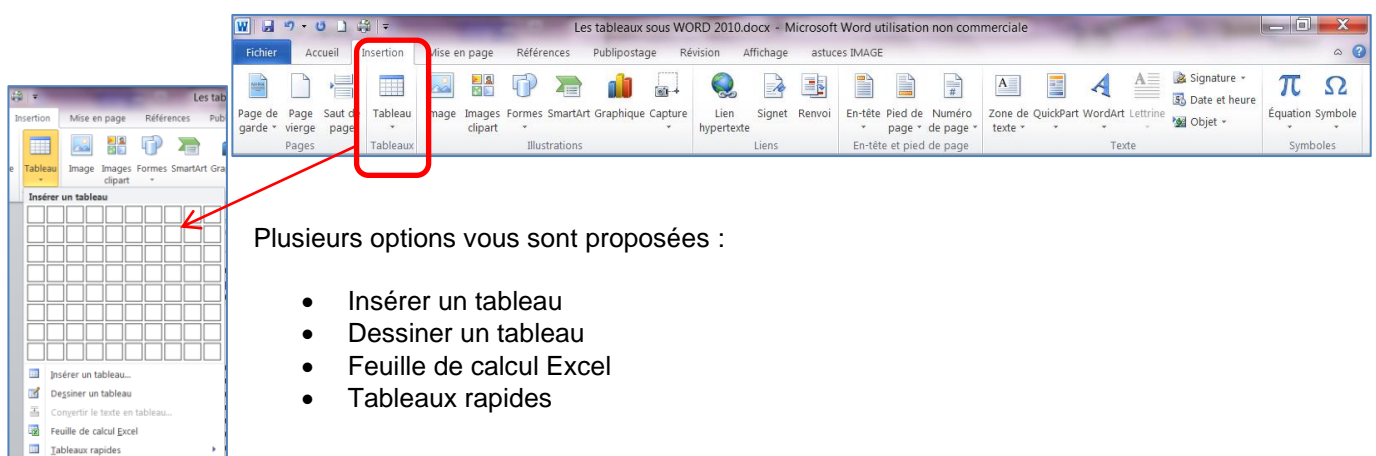 Les tableaux sous WORD 2010.docx - Microsoft Word utilisation non commerciale
Fichier Accueil Insertion Mise en page Références Publipostage Révision Affichage astuces IMAGE
Page de garde
Page vierge
Saut de page
Tableau
Image
Images clipart
Formes
SmartArt
Graphique
Capture
Lien hypertexte
Signet
Renvoi
En-tête
Pied de page
Numéro de page
Zone de texte
QuickPart
WordArt
Lettrine
Signature
Date et heure
Objet
Équation
Symbole
Pages Tableaux Illustrations Liens En-tête et pied de page Texte Symboles
Les tab
Insertion Mise en page Références Pub
Tableau
Image
Images clipart
Formes
SmartArt
Gra
Insérer un tableau
Insérer un tableau...
Dessiner un tableau
Convertir le texte en tableau...
Feuille de calcul Excel
Tableaux rapides
Plusieurs options vous sont proposées :
• Insérer un tableau
• Dessiner un tableau
• Feuille de calcul Excel
• Tableaux rapides